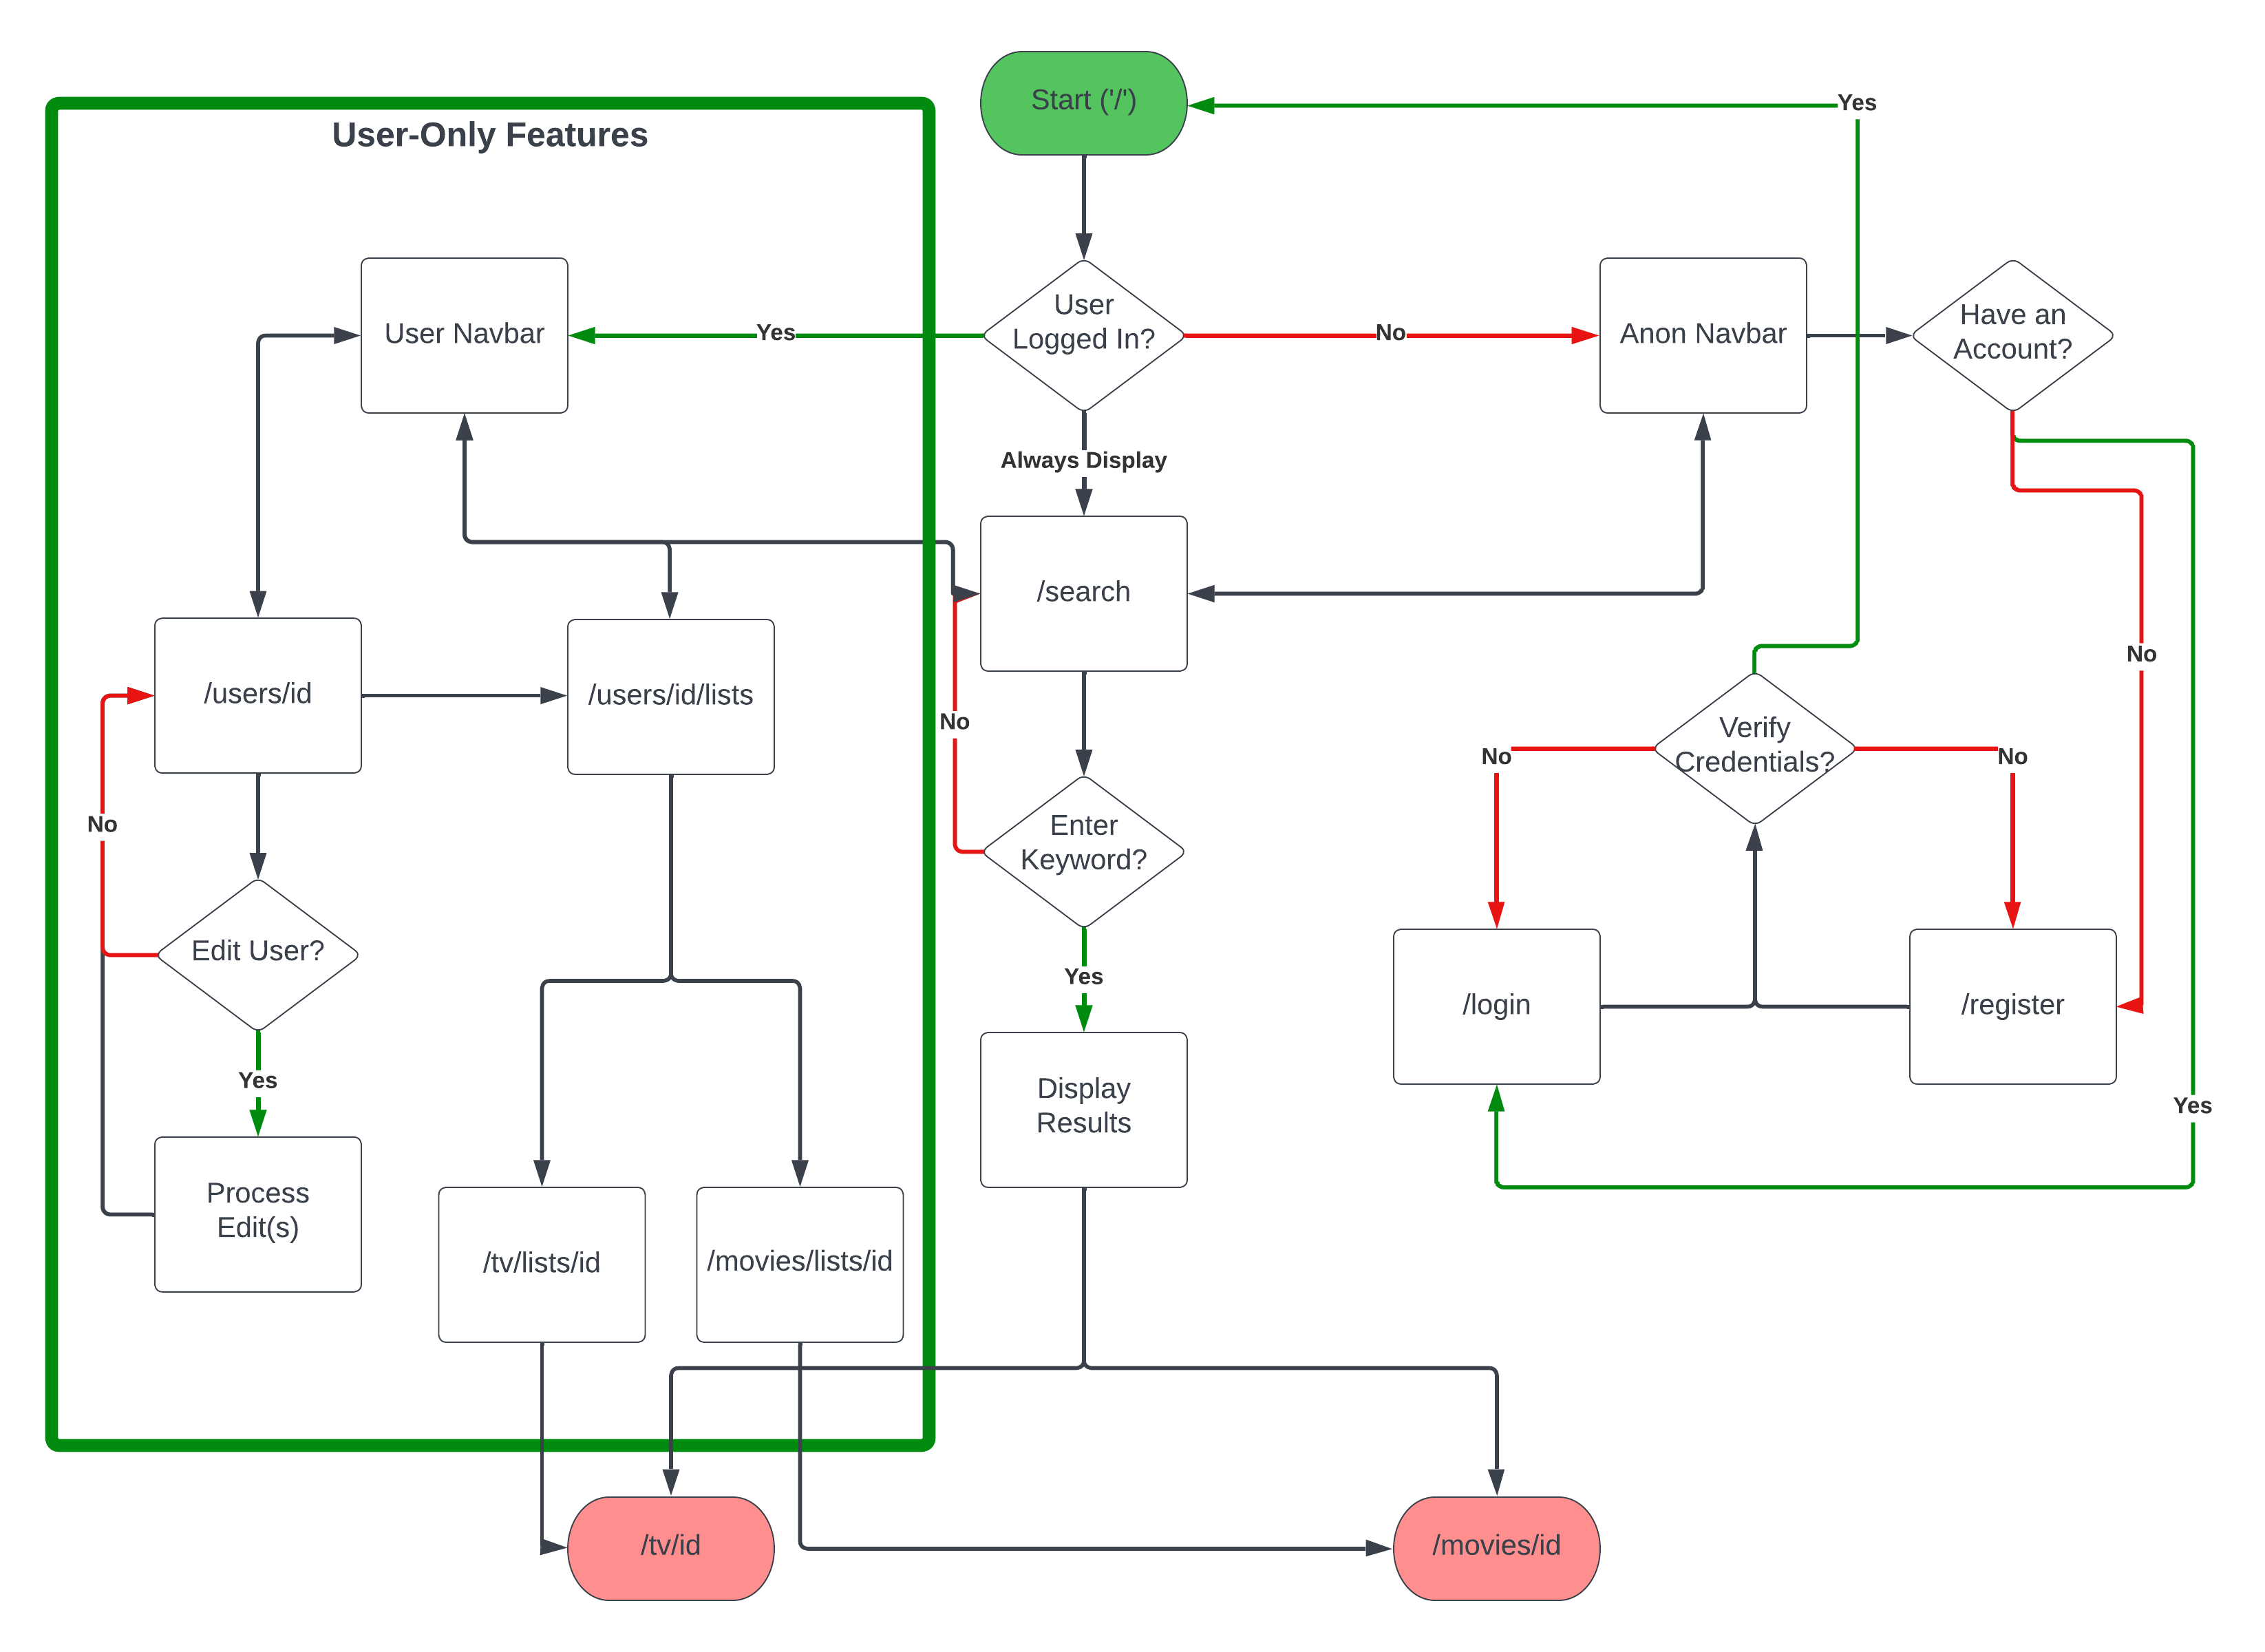 Start ('/')
Yes
User-Only Features
User Navbar
Yes
User
Logged In?
No
Anon Navbar
Have an
Account?
Always Display
/search
/users/id
/users/id/lists
No
No
Verify
Credentials?
No
No
No
Enter
Keyword?
Edit User?
Yes
/login
/register
Yes
Display
Results
Yes
Process
Edit(s)
/tv/lists/id
/movies/lists/id
/tv/id
/movies/id